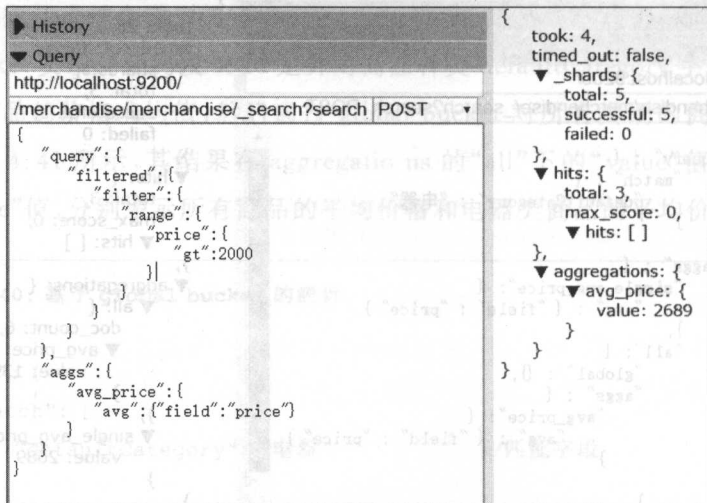 ▶ History
▼ Query
http://localhost:9200/
/merchandise/merchandise/_search?search_ POST
{
"query":{
"filtered":{
"filter":{
"range":{
"price":{
"gt":2000
}
}
}
}
},
"aggs":{
"avg_price":{
"avg":{"field":"price"}
}
}
}
{
took: 4,
timed_out: false,
▼ _shards: {
total: 5,
successful: 5,
failed: 0
},
▼ hits: {
total: 3,
max_score: 0,
▼ hits: [ ]
},
▼ aggregations: {
avg_price: {
value: 2689
}
}
}